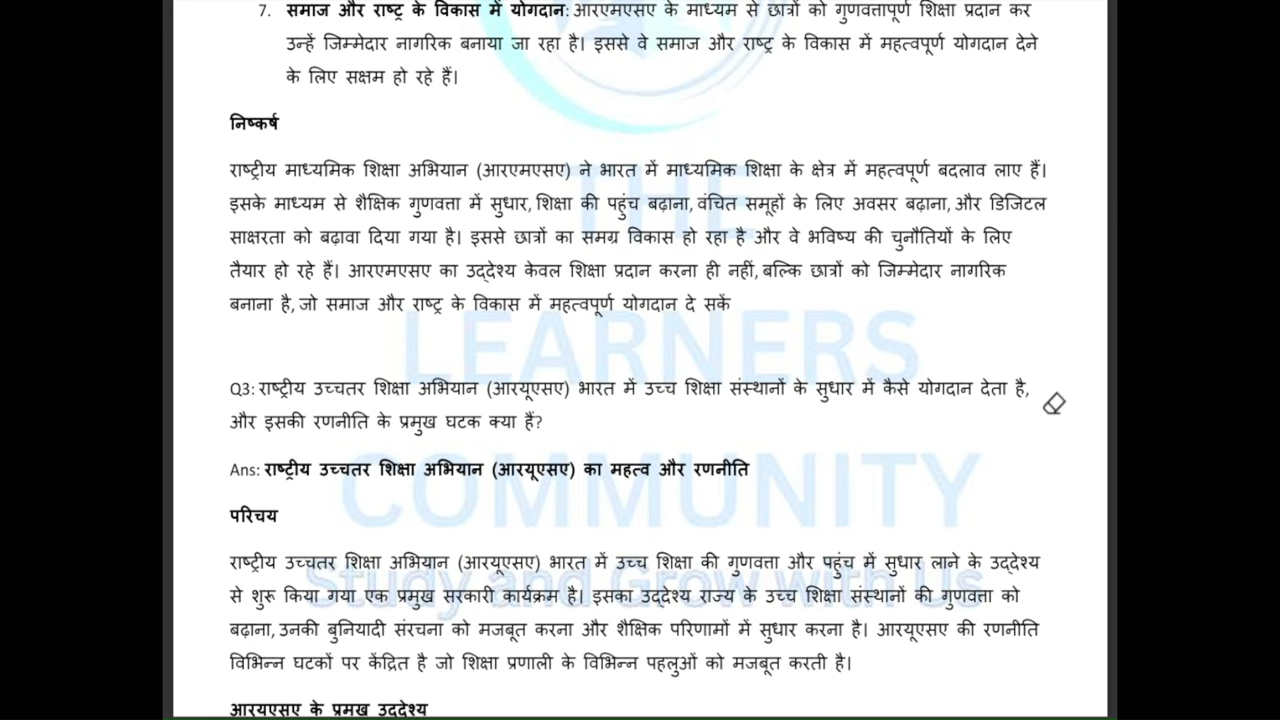 7. समाज और राष्ट्र के विकास में योगदान: आरएमएसए के माध्यम से छात्रों को गुणवत्तापूर्ण शिक्षा प्रदान कर
उन्हें जिम्मेदार नागरिक बनाया जा रहा है। इससे वे समाज और राष्ट्र के विकास में महत्वपूर्ण योगदान देने
के लिए सक्षम हो रहे हैं।
निष्कर्ष
राष्ट्रीय माध्यमिक शिक्षा अभियान (आरएमएसए) ने भारत में माध्यमिक शिक्षा के क्षेत्र में महत्वपूर्ण बदलाव लाए हैं।
इसके माध्यम से शैक्षिक गुणवत्ता में सुधार, शिक्षा की पहुंच बढ़ाना, वंचित समूहों के लिए अवसर बढ़ाना, और डिजिटल
साक्षरता को बढ़ावा दिया गया है। इससे छात्रों का समग्र विकास हो रहा है और वे भविष्य की चुनौतियों के लिए
तैयार हो रहे हैं। आरएमएसए का उद्देश्य केवल शिक्षा प्रदान करना ही नहीं, बल्कि छात्रों को जिम्मेदार नागरिक
बनाना है, जो समाज और राष्ट्र के विकास में महत्वपूर्ण योगदान दे सकें
THE
LEARNERS
COMMUNITY
Study and Grow with Us
Q3: राष्ट्रीय उच्चतर शिक्षा अभियान (आरयूएसए) भारत में उच्च शिक्षा संस्थानों के सुधार में कैसे योगदान देता है,
और इसकी रणनीति के प्रमुख घटक क्या हैं?
Ans: राष्ट्रीय उच्चतर शिक्षा अभियान (आरयूएसए) का महत्व और रणनीति
परिचय
राष्ट्रीय उच्चतर शिक्षा अभियान (आरयूएसए) भारत में उच्च शिक्षा की गुणवत्ता और पहुंच में सुधार लाने के उद्देश्य
से शुरू किया गया एक प्रमुख सरकारी कार्यक्रम है। इसका उद्देश्य राज्य के उच्च शिक्षा संस्थानों की गुणवत्ता को
बढ़ाना, उनकी बुनियादी संरचना को मजबूत करना और शैक्षिक परिणामों में सुधार करना है। आरयूएसए की रणनीति
विभिन्न घटकों पर केंद्रित है जो शिक्षा प्रणाली के विभिन्न पहलुओं को मजबूत करती है।
आरयूएसए के प्रमुख उद्देश्य